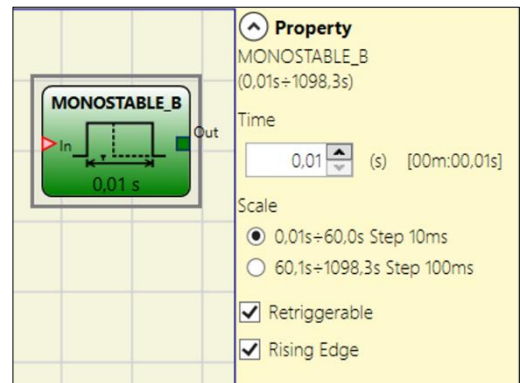 MONOSTABLE_B
In
Out
0,01 s
Property
MONOSTABLE_B
(0,01s÷1098,3s)
Time
0,01 (s) [00m:00,01s]
Scale
0,01s÷60,0s Step 10ms
60,1s÷1098,3s Step 100ms
Retriggerable
Rising Edge